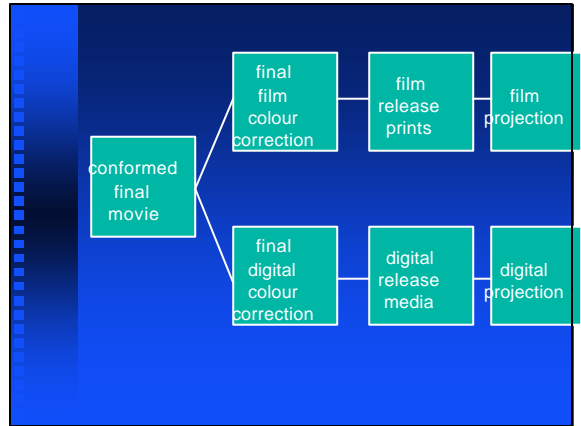 conformed
final
movie
final
film
colour
correction
film
release
prints
film
projection
final
digital
colour
correction
digital
release
media
digital
projection